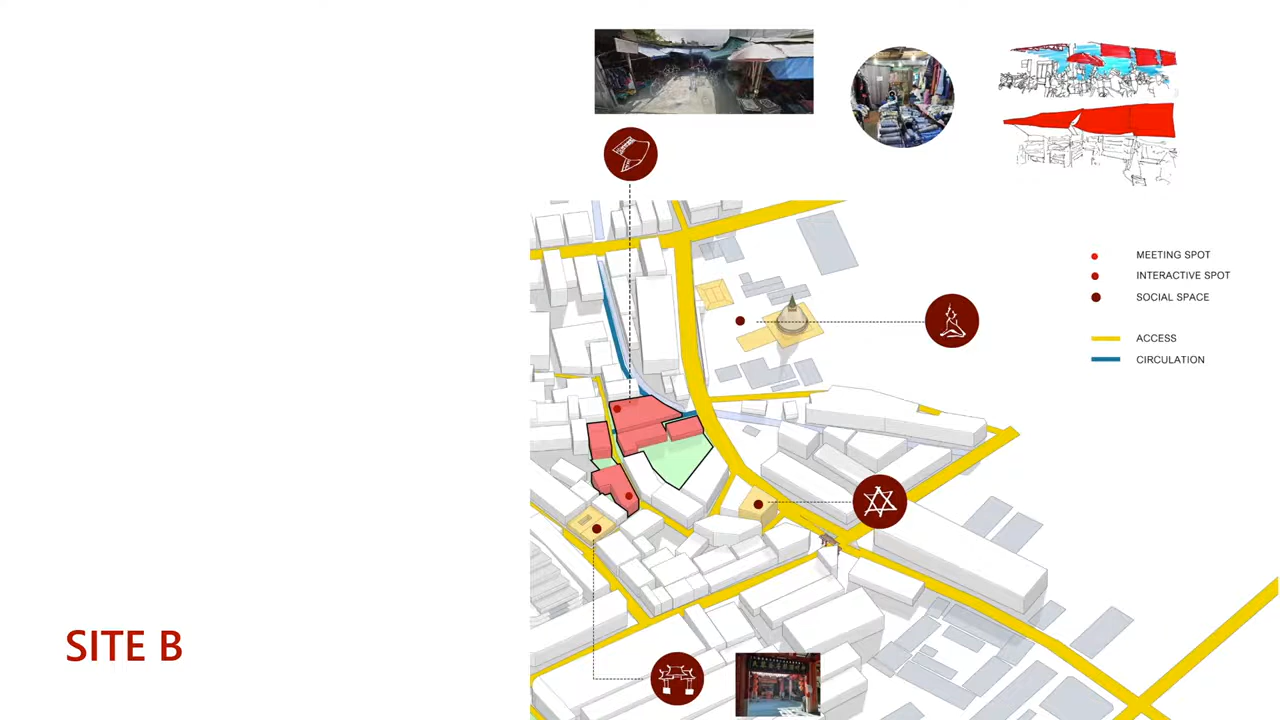 MEETING SPOT
INTERACTIVE SPOT
SOCIAL SPACE
ACCESS
CIRCULATION
SITE B